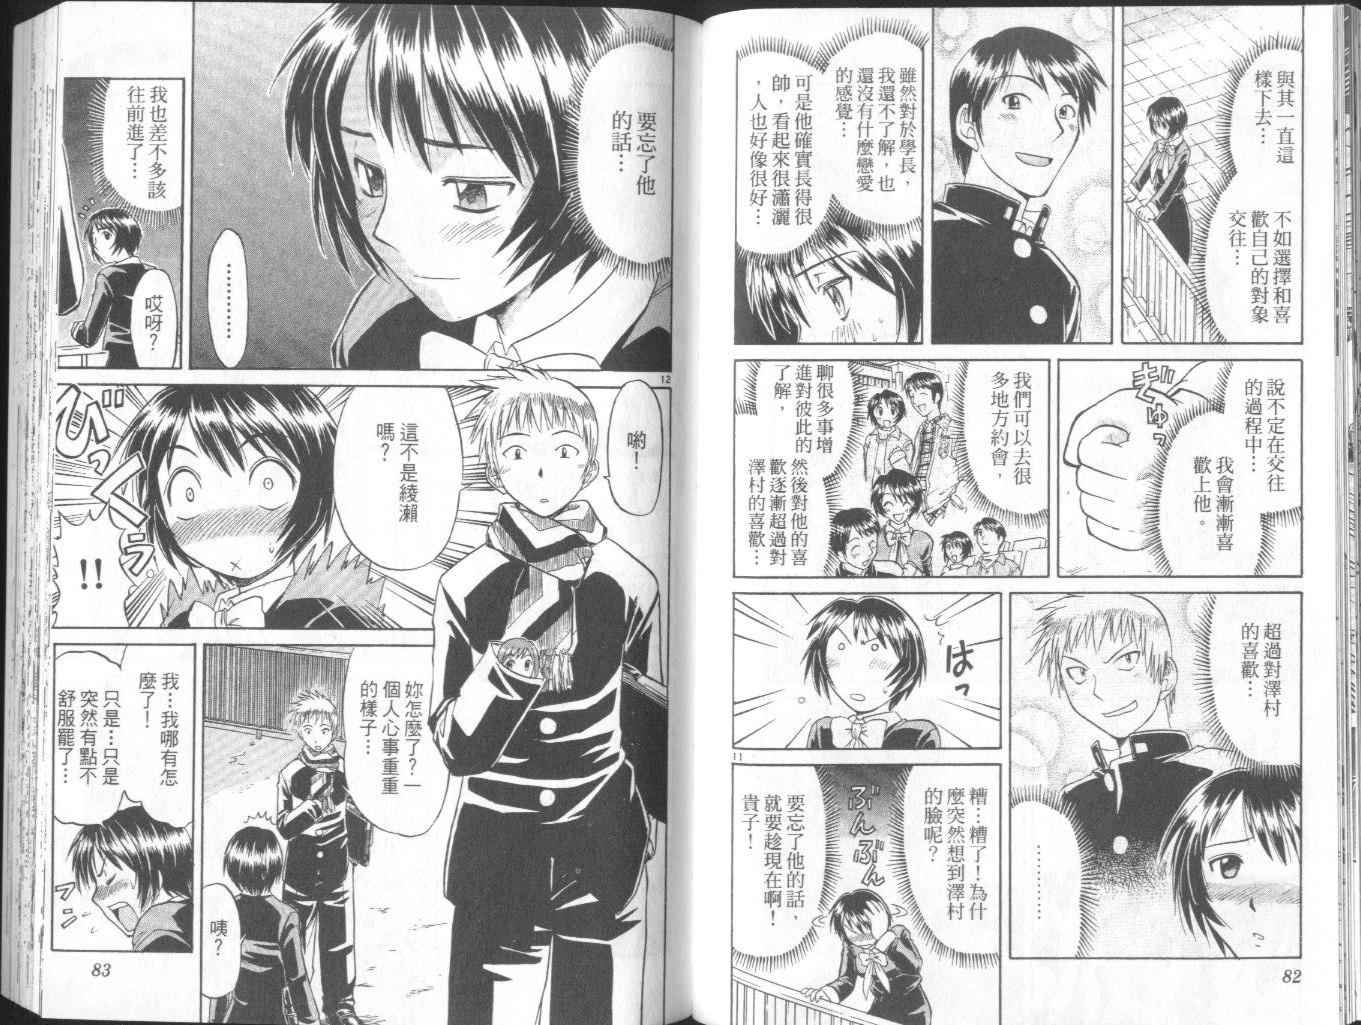 與其一直這
樣下去…
不如選擇和喜
歡自己的對象
交往…
雖然對於學長，
我還不了解，也
還沒有什麼戀愛
的感覺…
可是他確實長得很
帥，看起來很瀟灑
，人也好像很好…
說不定在交往
的過程中…
我會漸漸喜
歡上他。
ぎゅっ
我們可以去很
多地方約會，
聊很多事增
進對彼此的
了解，
然後對他的喜
歡逐漸超過對
澤村的喜歡…
超過對澤村
的喜歡…
…………
はっ
11
糟…糟了！為什
麼突然想到澤村
的臉呢？
要忘了他的話，
就要趁現在啊！
貴子！
ぶんぶん
82
要忘了他
的話…
…………
12
我也差不多該
往前進了…
哎呀？
喲！
這不是綾瀨
嗎？
びくっ
くうっ
!!
妳怎麼了？一
個人心事重重
的樣子…
咦？
我…我哪有怎
麼了！
只是…只是
突然有點不
舒服罷了…
プン
83